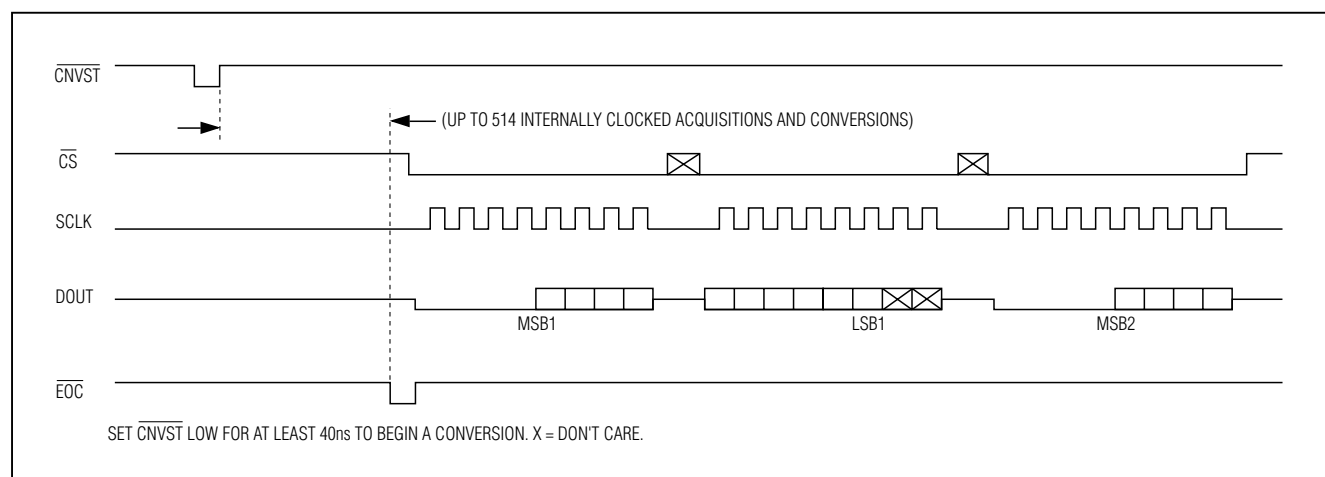 CNVST
(UP TO 514 INTERNALLY CLOCKED ACQUISITIONS AND CONVERSIONS)
CS
SCLK
DOUT
MSB1
LSB1
MSB2
EOC
SET CNVST LOW FOR AT LEAST 40ns TO BEGIN A CONVERSION. X = DON'T CARE.